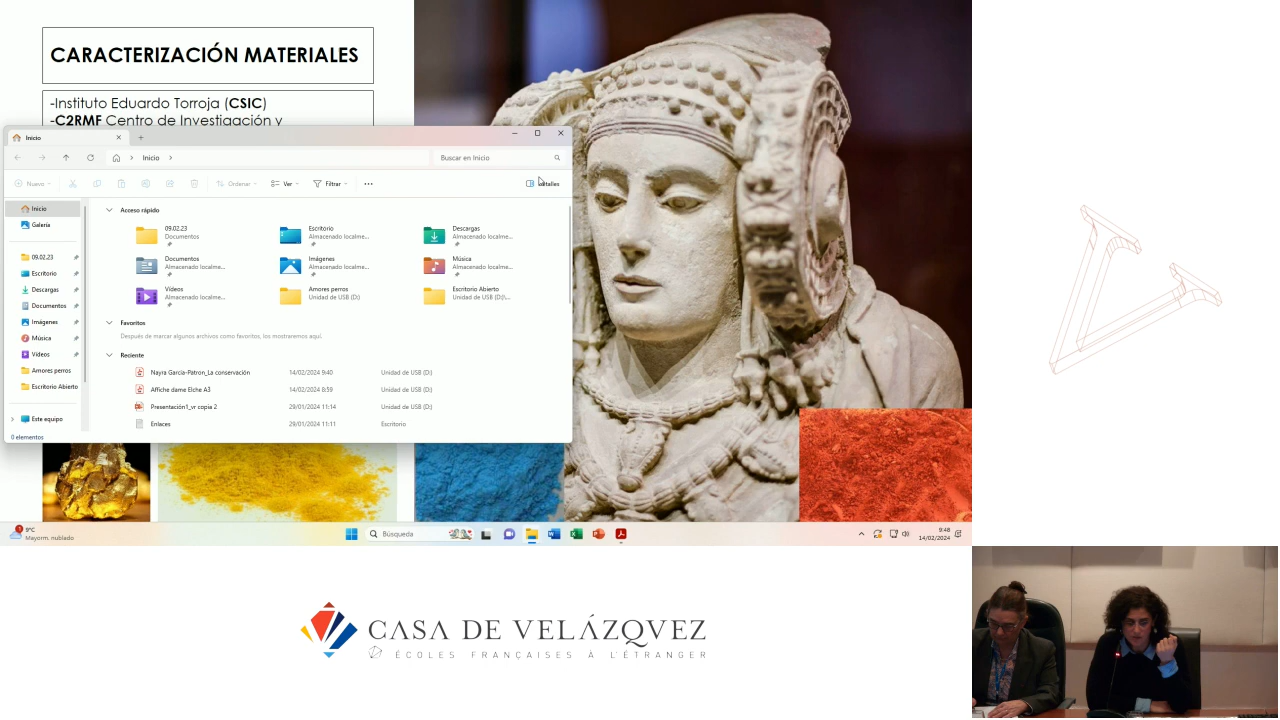 CARACTERIZACIÓN MATERIALES
-Instituto Eduardo Torroja (CSIC)
-C2RMF Centro de Investigación y
Inicio
Inicio
Buscar en Inicio
Nuevo
Ordenar
Ver
Filtrar
Inicio
Galería
09.02.23
Escritorio
Descargas
Documentos
Imágenes
Música
Vídeos
Amores perros
Escritorio Abierto
Este equipo
0 elementos
Acceso rápido
09.02.23
Documentos
Escritorio
Almacenado localme...
Descargas
Almacenado localme...
Documentos
Almacenado localme...
Imágenes
Almacenado localme...
Música
Almacenado localme...
Vídeos
Almacenado localme...
Amores perros
Unidad de USB (D:)
Escritorio Abierto
Unidad de USB (D:)\...
Favoritos
Después de marcar algunos archivos como favoritos, los mostraremos aquí.
Reciente
Nayra García-Patron_La conservación 14/02/2024 9:40 Unidad de USB (D:)
Affiche dame Elche A3 14/02/2024 8:59 Unidad de USB (D:)
Presentación1_vr copia 2 29/01/2024 11:14 Unidad de USB (D:)
Enlaces 29/01/2024 11:11 Escritorio
9°C
Mayorm. nublado
Búsqueda
9:48
14/02/2024
CASA DE VELÁZQVEZ
ÉCOLES FRANÇAISES À L'ÉTRANGER